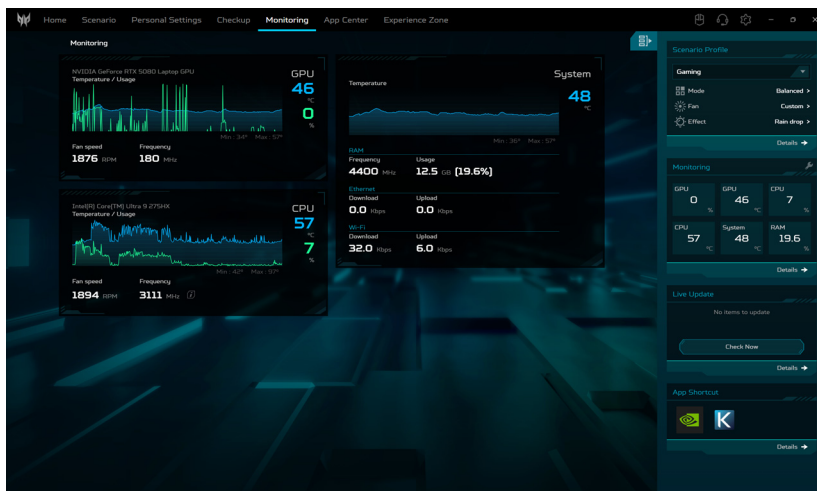 Home Scenario Personal Settings Checkup Monitoring App Center Experience Zone
Monitoring
NVIDIA GeForce RTX 5080 Laptop GPU
Temperature / Usage
GPU
46
°C
0
%
Min : 34° Max : 57°
Fan speed Frequency
1876 RPM 180 MHz
Intel(R) Core(TM) Ultra 9 275HX
Temperature / Usage
CPU
57
°C
7
%
Min : 42° Max : 97°
Fan speed Frequency
1894 RPM 3111 MHz i
System
Temperature
48
°C
Min : 36° Max : 57°
RAM
Frequency Usage
4400 MHz 12.5 GB (19.6%)
Ethernet
Download Upload
0.0 Kbps 0.0 Kbps
Wi-Fi
Download Upload
32.0 Kbps 6.0 Kbps
Scenario Profile
Gaming
Mode Balanced >
Fan Custom >
Effect Rain drop >
Details →
Monitoring
GPU GPU CPU
0 % 46 °C 7 %
CPU System RAM
57 °C 48 °C 19.6 %
Details →
Live Update
No items to update
Check Now
Details →
App Shortcut
K
Details →